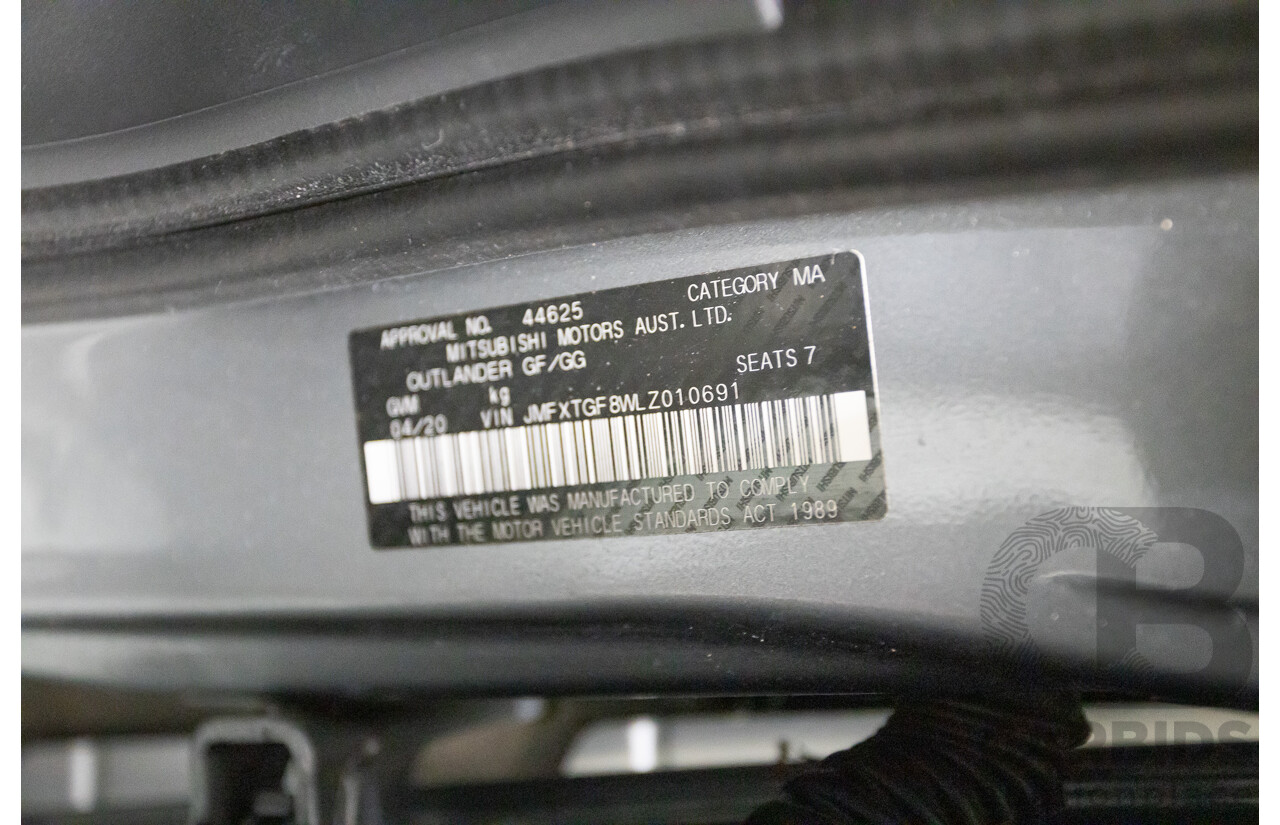 APPROVAL NO. 44625 CATEGORY MA
MITSUBISHI MOTORS AUST. LTD.
OUTLANDER GF/GG SEATS 7
GVM kg
04/20 VIN JMFXTGF8WLZ010691
THIS VEHICLE WAS MANUFACTURED TO COMPLY
WITH THE MOTOR VEHICLE STANDARDS ACT 1989